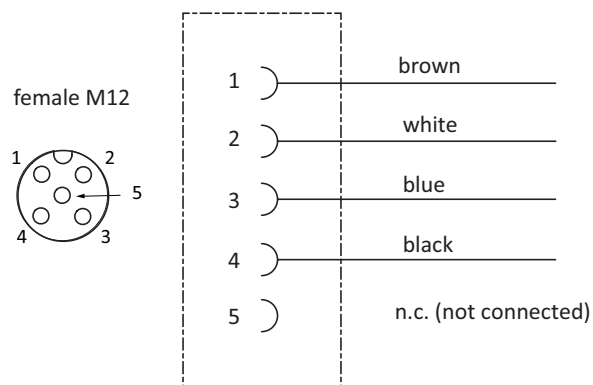 female M12
1 2
5
4 3
1 brown
2 white
3 blue
4 black
5 n.c. (not connected)